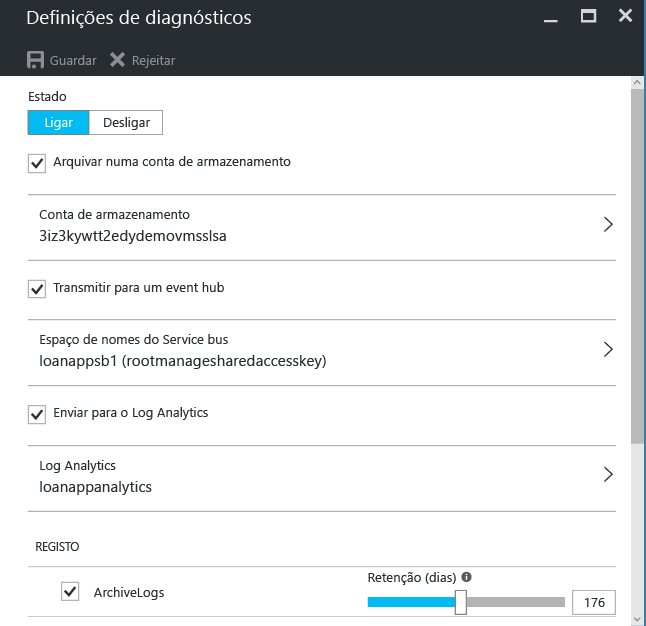 Definições de diagnósticos
Guardar
Rejeitar
Estado
Ligar
Desligar
Arquivar numa conta de armazenamento
Conta de armazenamento
3iz3kywtt2edydemovmsslsa
Transmitir para um event hub
Espaço de nomes do Service bus
loanappsb1 (rootmanagesharedaccesskey)
Enviar para o Log Analytics
Log Analytics
loanappanalytics
REGISTO
Retenção (dias)
ArchiveLogs
176